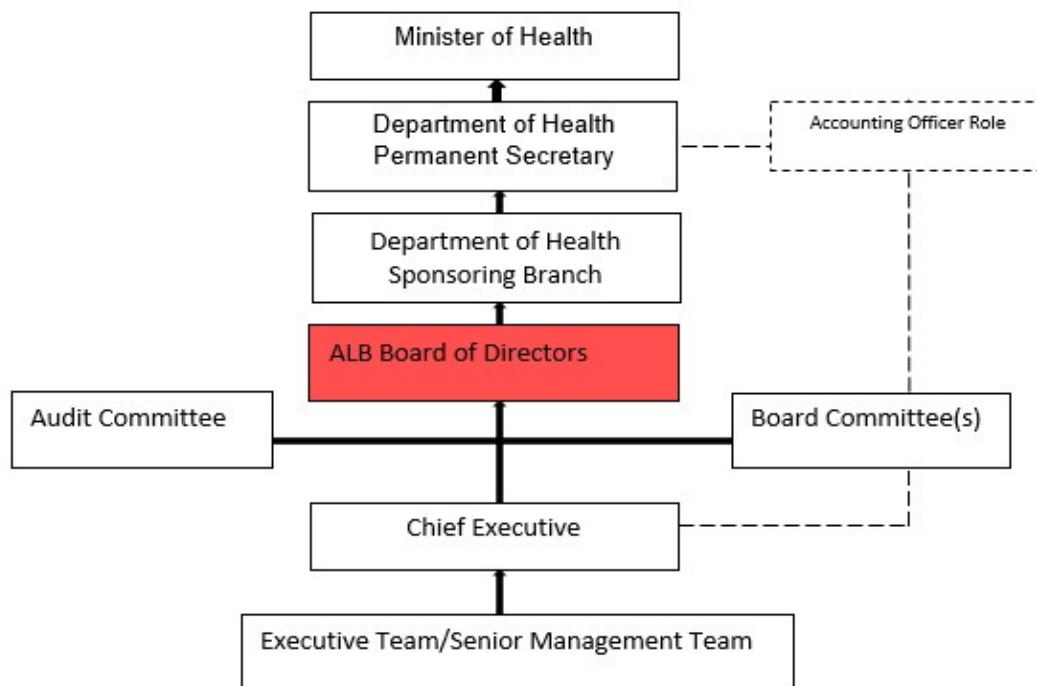 Minister of Health
Department of Health
Permanent Secretary
Accounting Officer Role
Department of Health
Sponsoring Branch
ALB Board of Directors
Audit Committee
Board Committee(s)
Chief Executive
Executive Team/Senior Management Team